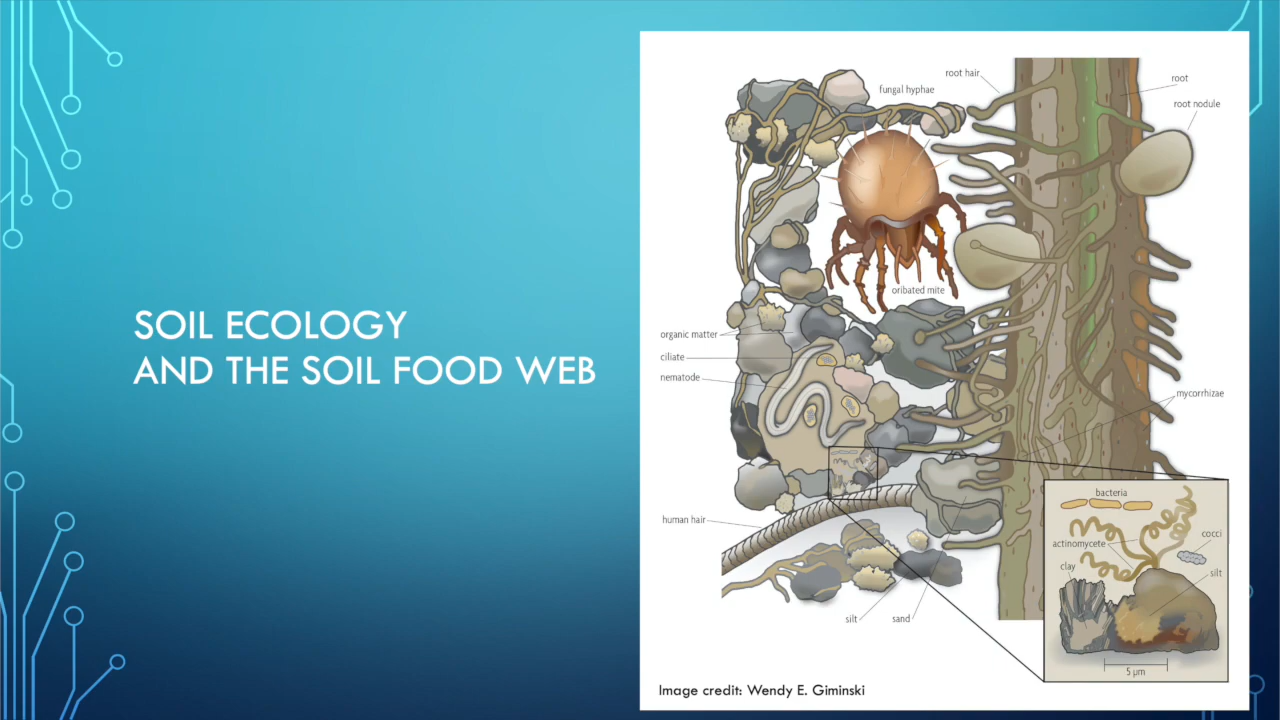 SOIL ECOLOGY
AND THE SOIL FOOD WEB
root hair
fungal hyphae
root
root nodule
oribated mite
organic matter
ciliate
nematode
mycorrhizae
human hair
silt
sand
bacteria
actinomycete
cocci
clay
silt
5 µm
Image credit: Wendy E. Giminski